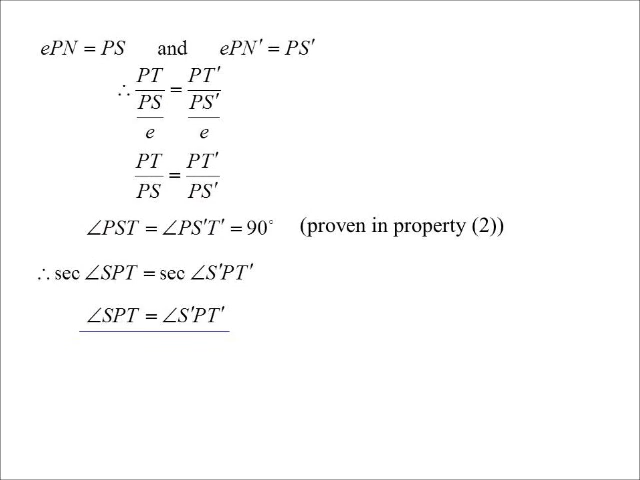 ePN = PS and ePN′ = PS′
∴ PT/(PS/e) = PT′/(PS′/e)
PT/PS = PT′/PS′
∠PST = ∠PS′T′ = 90° (proven in property (2))
∴ sec ∠SPT = sec ∠S′PT′
∠SPT = ∠S′PT′